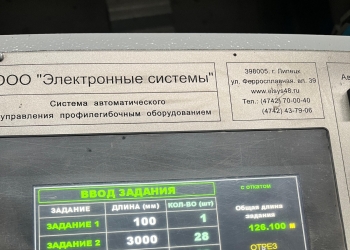 ООО "Электронные системы"
Система автоматического
управления профилегибочным оборудованием
398005, г. Липецк
ул. Ферросплавная, вл. 39
www.elsys48.ru
Тел.: (4742) 70-00-40
(4742) 43-79-06
Ав
ВВОД ЗАДАНИЯ
ЗАДАНИЕ ДЛИНА (мм) КОЛ-ВО (шт)
ЗАДАНИЕ 1 100 1
ЗАДАНИЕ 2 3000 28
с откатом
Общая длина
задания
126.100 м
ОТРЕЗ